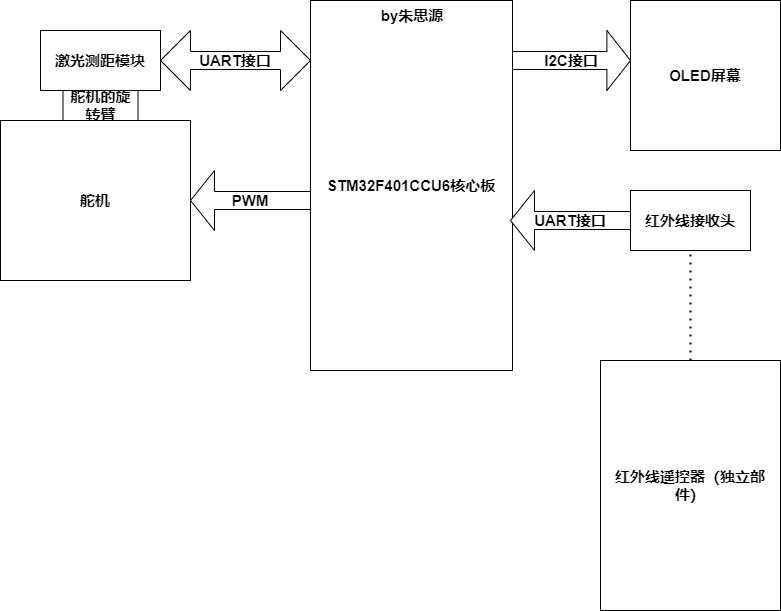 by朱思源
激光测距模块
UART接口
I2C接口
OLED屏幕
舵机的旋
转臂
STM32F401CCU6核心板
舵机
PWM
UART接口
红外线接收头
红外线遥控器（独立部
件）